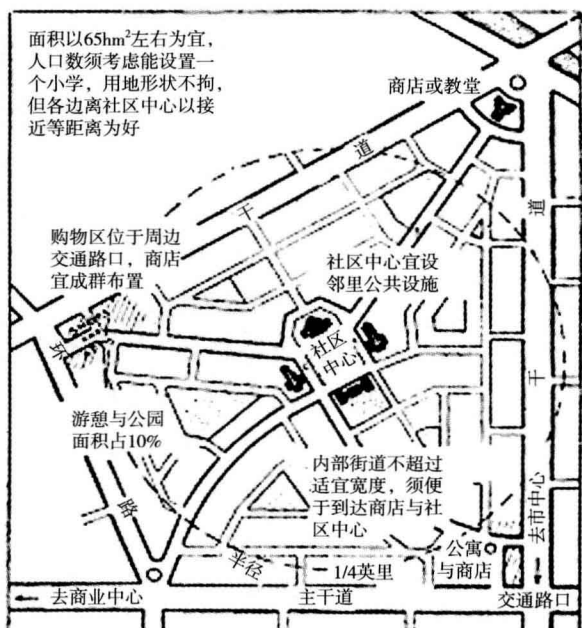 面积以65hm²左右为宜，
人口数须考虑能设置一
个小学，用地形状不拘，
但各边离社区中心以接
近等距离为好
商店或教堂
干
道
购物区位于周边
交通路口，商店
宜成群布置
社区中心宜设
邻里公共设施
干
道
社区
中心
环
路
游憩与公园
面积占10%
内部街道不超过
适宜宽度，须便
于到达商店与社
区中心
半径
1/4英里
公寓
与商店
去市中心
去商业中心
主干道
交通路口